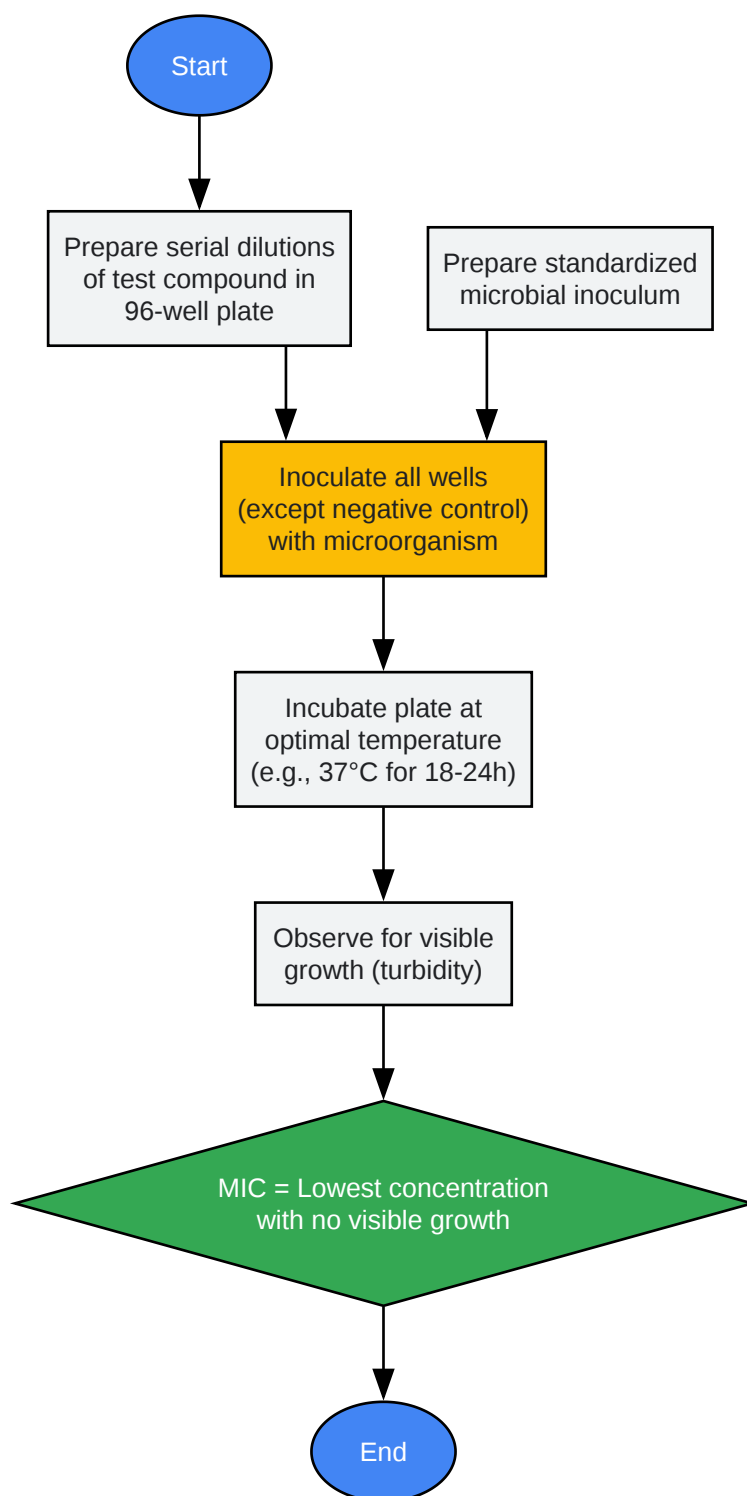 Start
Prepare serial dilutions
of test compound in
96-well plate
Prepare standardized
microbial inoculum
Inoculate all wells
(except negative control)
with microorganism
Incubate plate at
optimal temperature
(e.g., 37°C for 18-24h)
Observe for visible
growth (turbidity)
MIC = Lowest concentration
with no visible growth
End